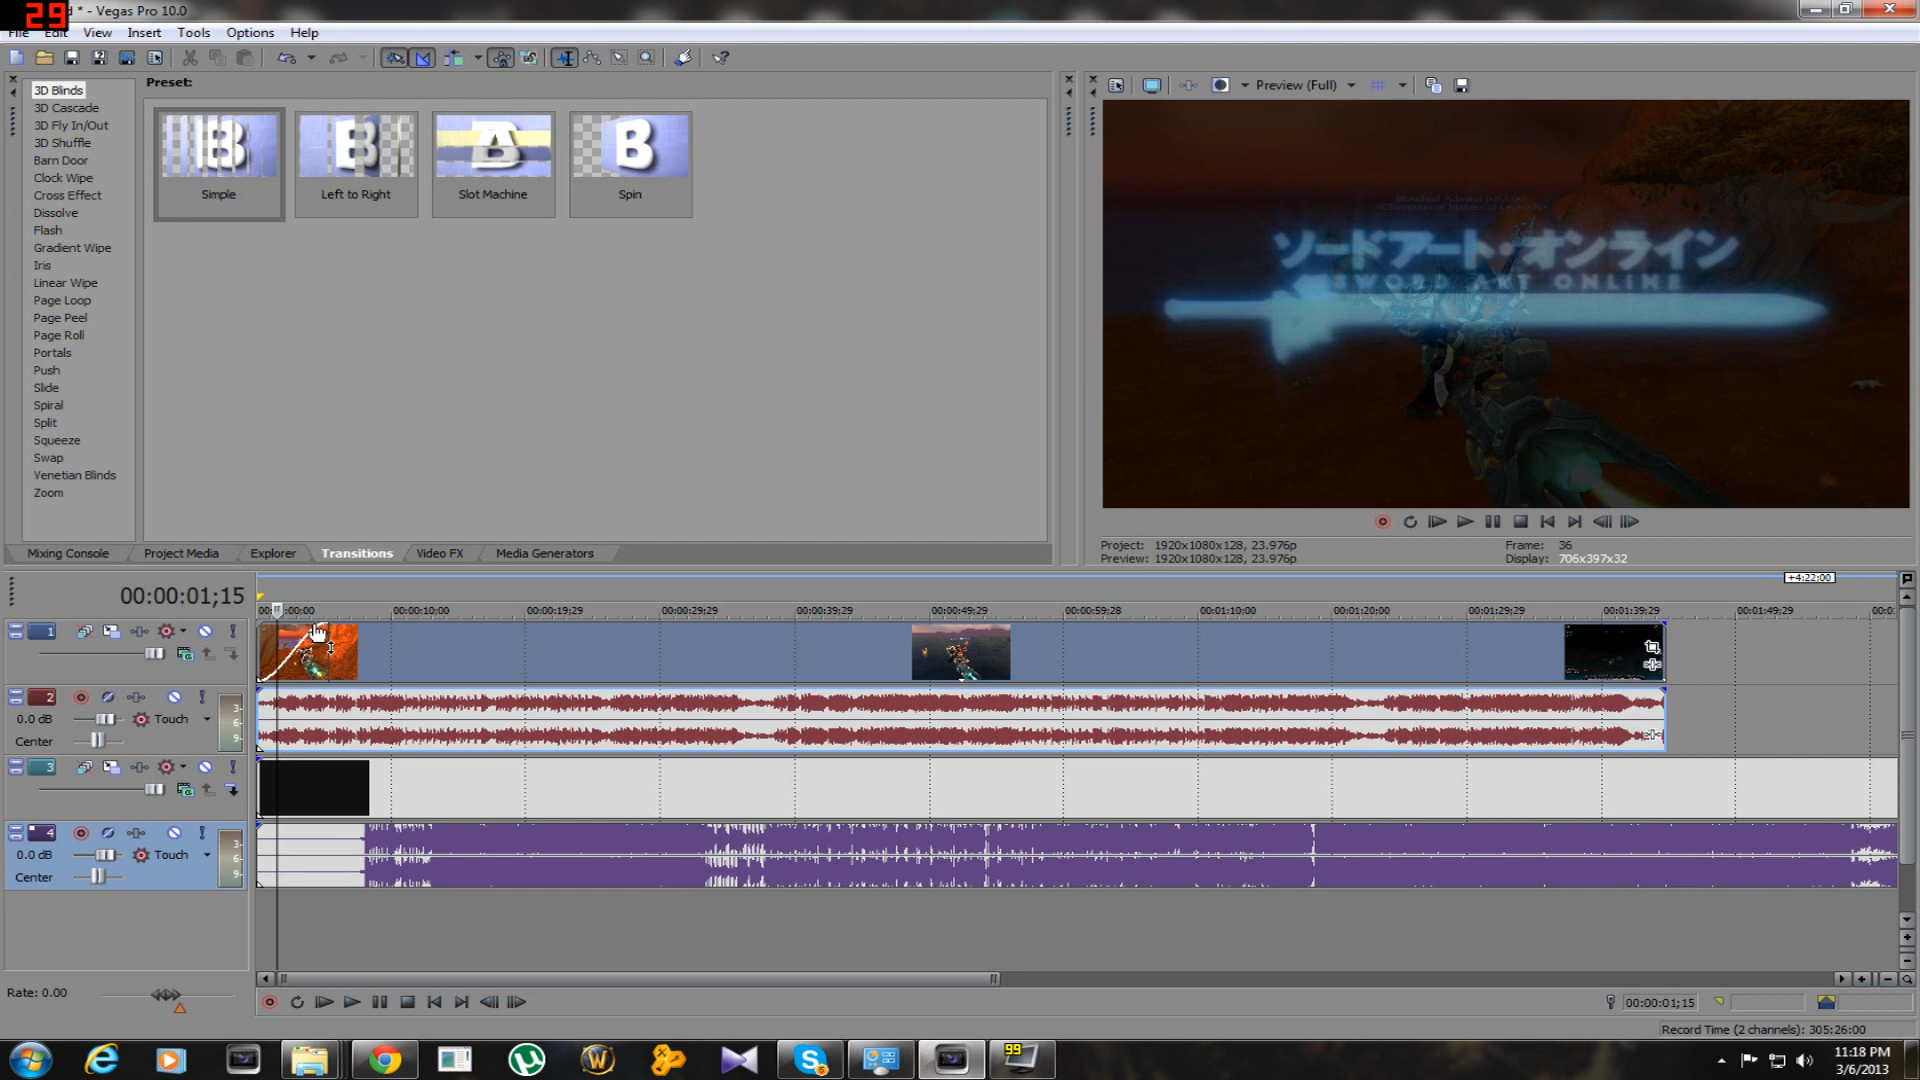 29
d * - Vegas Pro 10.0
File Edit View Insert Tools Options Help
3D Blinds
3D Cascade
3D Fly In/Out
3D Shuffle
Barn Door
Clock Wipe
Cross Effect
Dissolve
Flash
Gradient Wipe
Iris
Linear Wipe
Page Loop
Page Peel
Page Roll
Portals
Push
Slide
Spiral
Split
Squeeze
Swap
Venetian Blinds
Zoom
Preset:
Simple Left to Right Slot Machine Spin
Mixing Console Project Media Explorer Transitions Video FX Media Generators
Preview (Full)
ソードアート・オンライン
SWORD ART ONLINE
Project: 1920x1080x128, 23.976p Frame: 36
Preview: 1920x1080x128, 23.976p Display: 706x397x32
+4:22:00
00:00:01;15
00:00:10;00 00:00:19;29 00:00:29;29 00:00:39;29 00:00:49;29 00:00:59;28 00:01:10;00 00:01:20;00 00:01:29;29 00:01:39;29 00:01:49;29
1
2
0.0 dB Touch
Center
3
4
0.0 dB Touch
Center
Rate: 0.00
00:00:01;15
Record Time (2 channels): 305:26:00
99
11:18 PM
3/6/2013